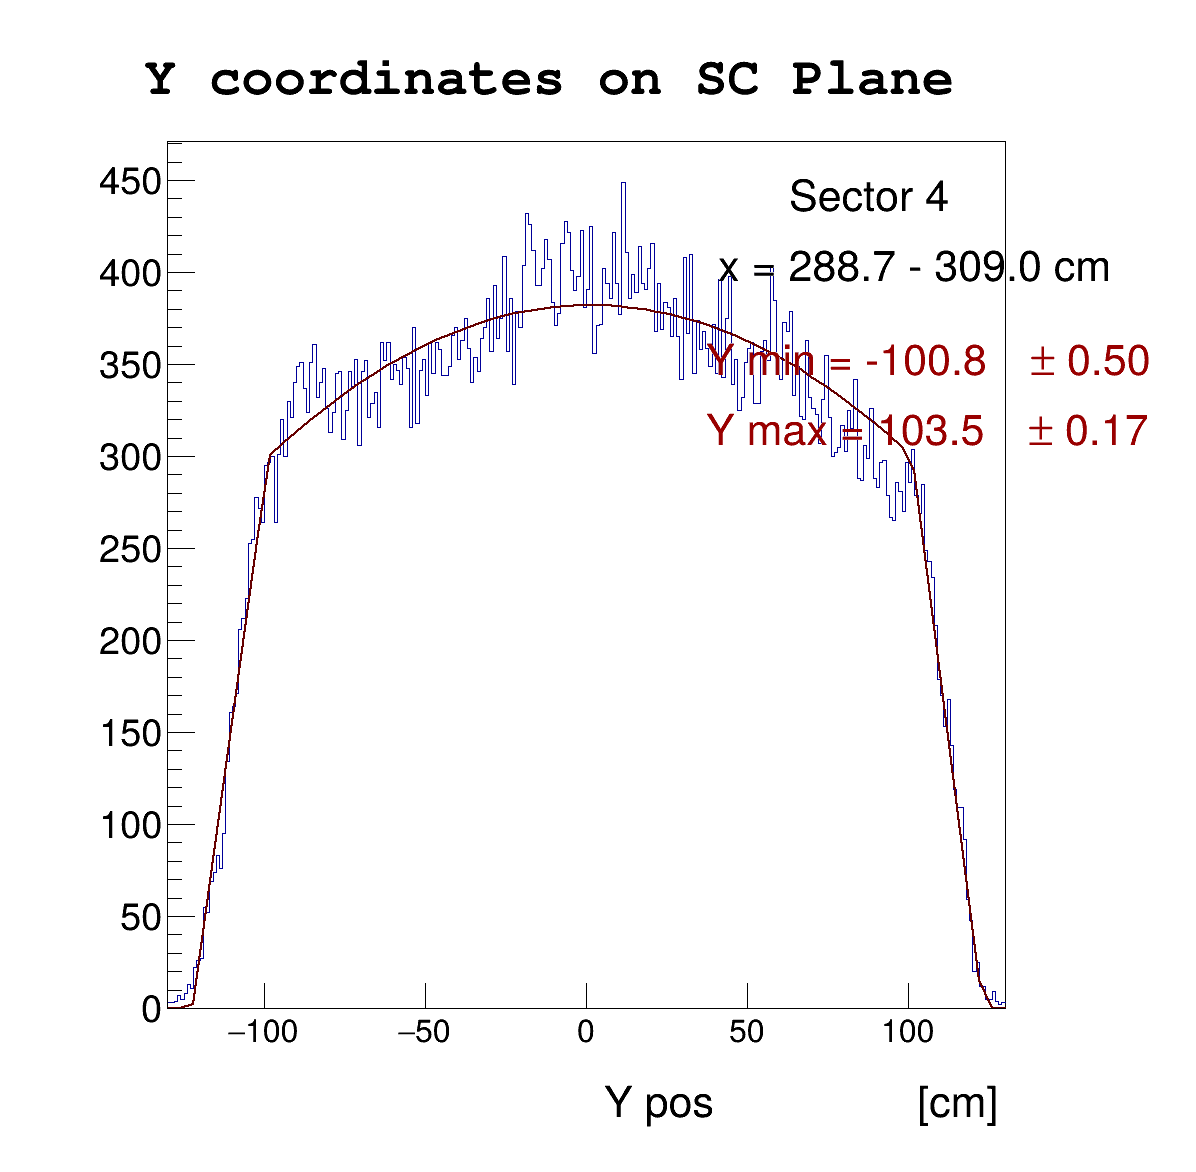 Y coordinates on SC Plane
Sector 4
x = 288.7 - 309.0 cm
Y min = -100.8 ± 0.50
Y max = 103.5 ± 0.17
450
400
350
300
250
200
150
100
50
0
−100 −50 0 50 100
Y pos [cm]